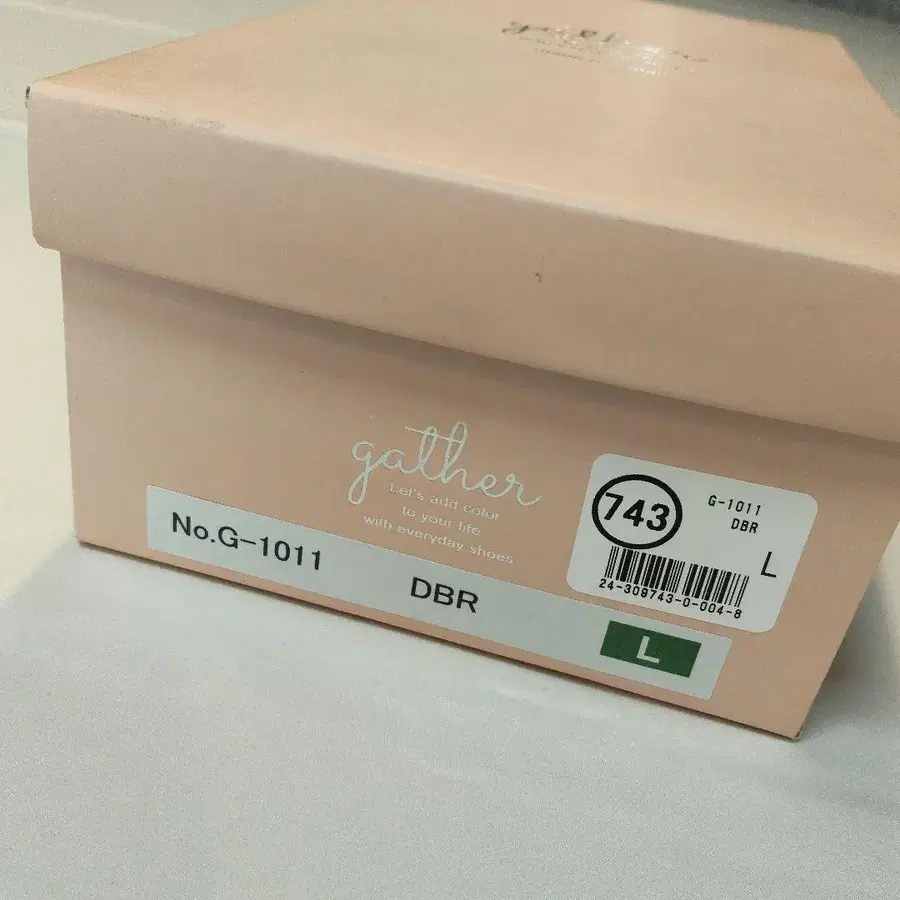 gather
Let's add color
to your life
with everyday shoes
No.G-1011 DBR L
743
G-1011
DBR
L
24-309743-0-004-8